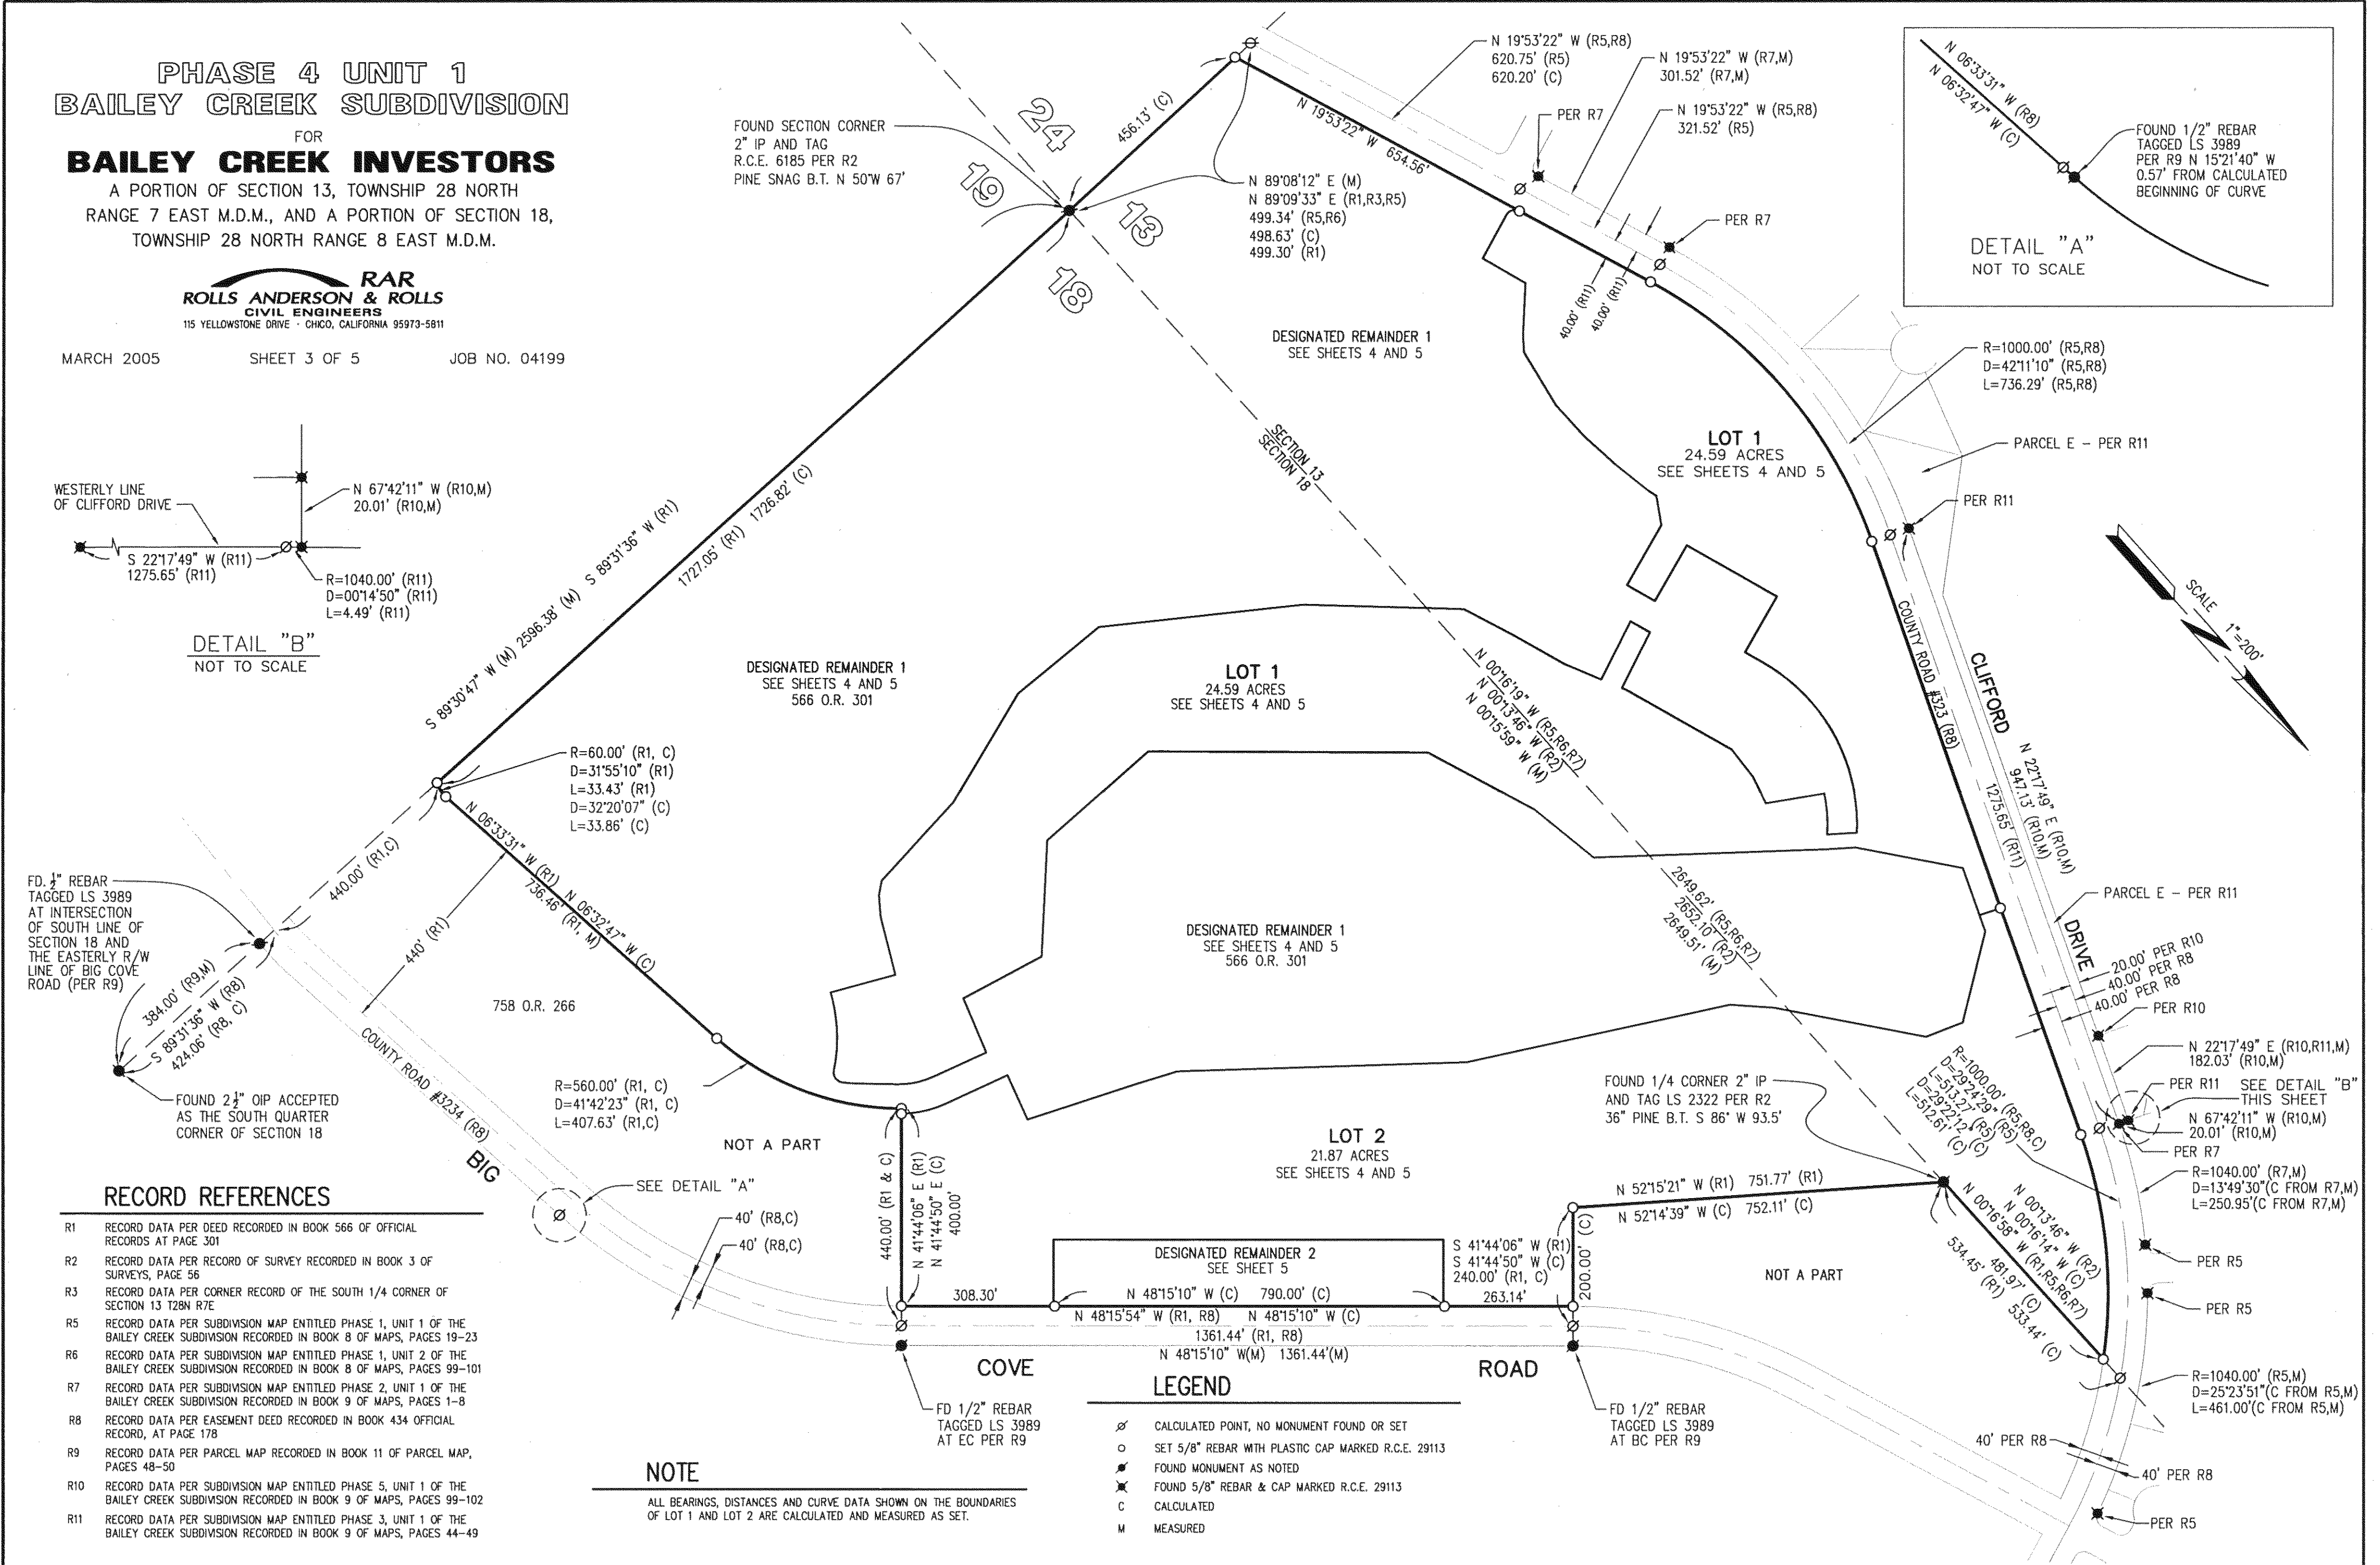 PHASE 4 UNIT 1
BAILEY CREEK SUBDIVISION
FOR
BAILEY CREEK INVESTORS
A PORTION OF SECTION 13, TOWNSHIP 28 NORTH
RANGE 7 EAST M.D.M., AND A PORTION OF SECTION 18,
TOWNSHIP 28 NORTH RANGE 8 EAST M.D.M.
RAR
ROLLS ANDERSON & ROLLS
CIVIL ENGINEERS
115 YELLOWSTONE DRIVE - CHICO, CALIFORNIA 95973-5811
MARCH 2005 SHEET 3 OF 5 JOB NO. 04199
WESTERLY LINE
OF CLIFFORD DRIVE
N 67°42'11" W (R10,M)
20.01' (R10,M)
S 22°17'49" W (R11)
1275.65' (R11)
R=1040.00' (R11)
D=00°14'50" (R11)
L=4.49' (R11)
DETAIL "B"
NOT TO SCALE
FOUND SECTION CORNER
2" IP AND TAG
R.C.E. 6185 PER R2
PINE SNAG B.T. N 50°W 67'
24
19
13
18
456.13' (C)
N 89°08'12" E (M)
N 89°09'33" E (R1,R3,R5)
499.34' (R5,R6)
498.63' (C)
499.30' (R1)
N 19°53'22" W 654.56'
N 19°53'22" W (R5,R8)
620.75' (R5)
620.20' (C)
N 19°53'22" W (R7,M)
301.52' (R7,M)
N 19°53'22" W (R5,R8)
321.52' (R5)
PER R7
PER R7
40.00' (R11)
40.00' (R11)
N 06°33'31" W (R8)
N 06°32'47" W (C)
FOUND 1/2" REBAR
TAGGED LS 3989
PER R9 N 15°21'40" W
0.57' FROM CALCULATED
BEGINNING OF CURVE
DETAIL "A"
NOT TO SCALE
DESIGNATED REMAINDER 1
SEE SHEETS 4 AND 5
R=1000.00' (R5,R8)
D=42°11'10" (R5,R8)
L=736.29' (R5,R8)
LOT 1
24.59 ACRES
SEE SHEETS 4 AND 5
PARCEL E - PER R11
PER R11
SECTION 13
SECTION 18
S 89°30'47" W (M) 2596.38' (M) S 89°31'36" W (R1)
1727.05' (R1) 1726.82' (C)
SCALE
1"=200'
COUNTY ROAD #323 (R8)
CLIFFORD
DRIVE
N 22°17'49" E (R10,M)
947.13' (R10,M)
1275.65' (R11)
DESIGNATED REMAINDER 1
SEE SHEETS 4 AND 5
566 O.R. 301
LOT 1
24.59 ACRES
SEE SHEETS 4 AND 5
N 00°16'19" W (R5,R6,R7)
N 00°13'46" W (R2)
N 00°15'59" W (M)
2649.62' (R5,R6,R7)
2652.10' (R2)
2649.51' (M)
R=60.00' (R1, C)
D=31°55'10" (R1)
L=33.43' (R1)
D=32°20'07" (C)
L=33.86' (C)
N 06°33'31" W (R1) N 06°32'47" W (C)
736.46' (R1, M)
440.00' (R1,C)
440' (R1)
FD. ½" REBAR
TAGGED LS 3989
AT INTERSECTION
OF SOUTH LINE OF
SECTION 18 AND
THE EASTERLY R/W
LINE OF BIG COVE
ROAD (PER R9)
384.00' (R9,M)
S 89°31'36" W (R8)
424.06' (R8, C)
FOUND 2½" OIP ACCEPTED
AS THE SOUTH QUARTER
CORNER OF SECTION 18
758 O.R. 266
COUNTY ROAD #3234 (R8)
BIG
DESIGNATED REMAINDER 1
SEE SHEETS 4 AND 5
566 O.R. 301
PARCEL E - PER R11
20.00' PER R10
40.00' PER R8
40.00' PER R8
PER R10
N 22°17'49" E (R10,R11,M)
182.03' (R10,M)
PER R11 SEE DETAIL "B"
THIS SHEET
N 67°42'11" W (R10,M)
20.01' (R10,M)
PER R7
R=1040.00' (R7,M)
D=13°49'30"(C FROM R7,M)
L=250.95'(C FROM R7,M)
R=1000.00' (R5,R8,C)
D=29°24'29" (R5)
L=513.27' (R5)
D=29°22'12" (C)
L=512.61' (C)
R=560.00' (R1, C)
D=41°42'23" (R1, C)
L=407.63' (R1,C)
NOT A PART
SEE DETAIL "A"
40' (R8,C)
40' (R8,C)
440.00' (R1 & C)
N 41°44'06" E (R1)
N 41°44'50" E (C)
400.00'
LOT 2
21.87 ACRES
SEE SHEETS 4 AND 5
FOUND 1/4 CORNER 2" IP
AND TAG LS 2322 PER R2
36" PINE B.T. S 86° W 93.5'
N 52°15'21" W (R1) 751.77' (R1)
N 52°14'39" W (C) 752.11' (C)
S 41°44'06" W (R1)
S 41°44'50" W (C)
240.00' (R1, C)
200.00' (C)
NOT A PART
N 00°13'46" W (R2)
N 00°16'14" W (C)
N 00°16'58" W (R1,R5,R6,R7)
481.97' (C)
534.45' (R1) 533.44' (C)
PER R5
PER R5
R=1040.00' (R5,M)
D=25°23'51"(C FROM R5,M)
L=461.00'(C FROM R5,M)
40' PER R8
40' PER R8
PER R5
DESIGNATED REMAINDER 2
SEE SHEET 5
308.30'
N 48°15'10" W (C) 790.00' (C)
263.14'
N 48°15'54" W (R1, R8) N 48°15'10" W (C)
1361.44' (R1, R8)
N 48°15'10" W(M) 1361.44'(M)
COVE
ROAD
FD 1/2" REBAR
TAGGED LS 3989
AT EC PER R9
FD 1/2" REBAR
TAGGED LS 3989
AT BC PER R9
RECORD REFERENCES
R1 RECORD DATA PER DEED RECORDED IN BOOK 566 OF OFFICIAL
RECORDS AT PAGE 301
R2 RECORD DATA PER RECORD OF SURVEY RECORDED IN BOOK 3 OF
SURVEYS, PAGE 56
R3 RECORD DATA PER CORNER RECORD OF THE SOUTH 1/4 CORNER OF
SECTION 13 T28N R7E
R5 RECORD DATA PER SUBDIVISION MAP ENTITLED PHASE 1, UNIT 1 OF THE
BAILEY CREEK SUBDIVISION RECORDED IN BOOK 8 OF MAPS, PAGES 19-23
R6 RECORD DATA PER SUBDIVISION MAP ENTITLED PHASE 1, UNIT 2 OF THE
BAILEY CREEK SUBDIVISION RECORDED IN BOOK 8 OF MAPS, PAGES 99-101
R7 RECORD DATA PER SUBDIVISION MAP ENTITLED PHASE 2, UNIT 1 OF THE
BAILEY CREEK SUBDIVISION RECORDED IN BOOK 9 OF MAPS, PAGES 1-8
R8 RECORD DATA PER EASEMENT DEED RECORDED IN BOOK 434 OFFICIAL
RECORD, AT PAGE 178
R9 RECORD DATA PER PARCEL MAP RECORDED IN BOOK 11 OF PARCEL MAP,
PAGES 48-50
R10 RECORD DATA PER SUBDIVISION MAP ENTITLED PHASE 5, UNIT 1 OF THE
BAILEY CREEK SUBDIVISION RECORDED IN BOOK 9 OF MAPS, PAGES 99-102
R11 RECORD DATA PER SUBDIVISION MAP ENTITLED PHASE 3, UNIT 1 OF THE
BAILEY CREEK SUBDIVISION RECORDED IN BOOK 9 OF MAPS, PAGES 44-49
NOTE
ALL BEARINGS, DISTANCES AND CURVE DATA SHOWN ON THE BOUNDARIES
OF LOT 1 AND LOT 2 ARE CALCULATED AND MEASURED AS SET.
LEGEND
CALCULATED POINT, NO MONUMENT FOUND OR SET
SET 5/8" REBAR WITH PLASTIC CAP MARKED R.C.E. 29113
FOUND MONUMENT AS NOTED
FOUND 5/8" REBAR & CAP MARKED R.C.E. 29113
C CALCULATED
M MEASURED